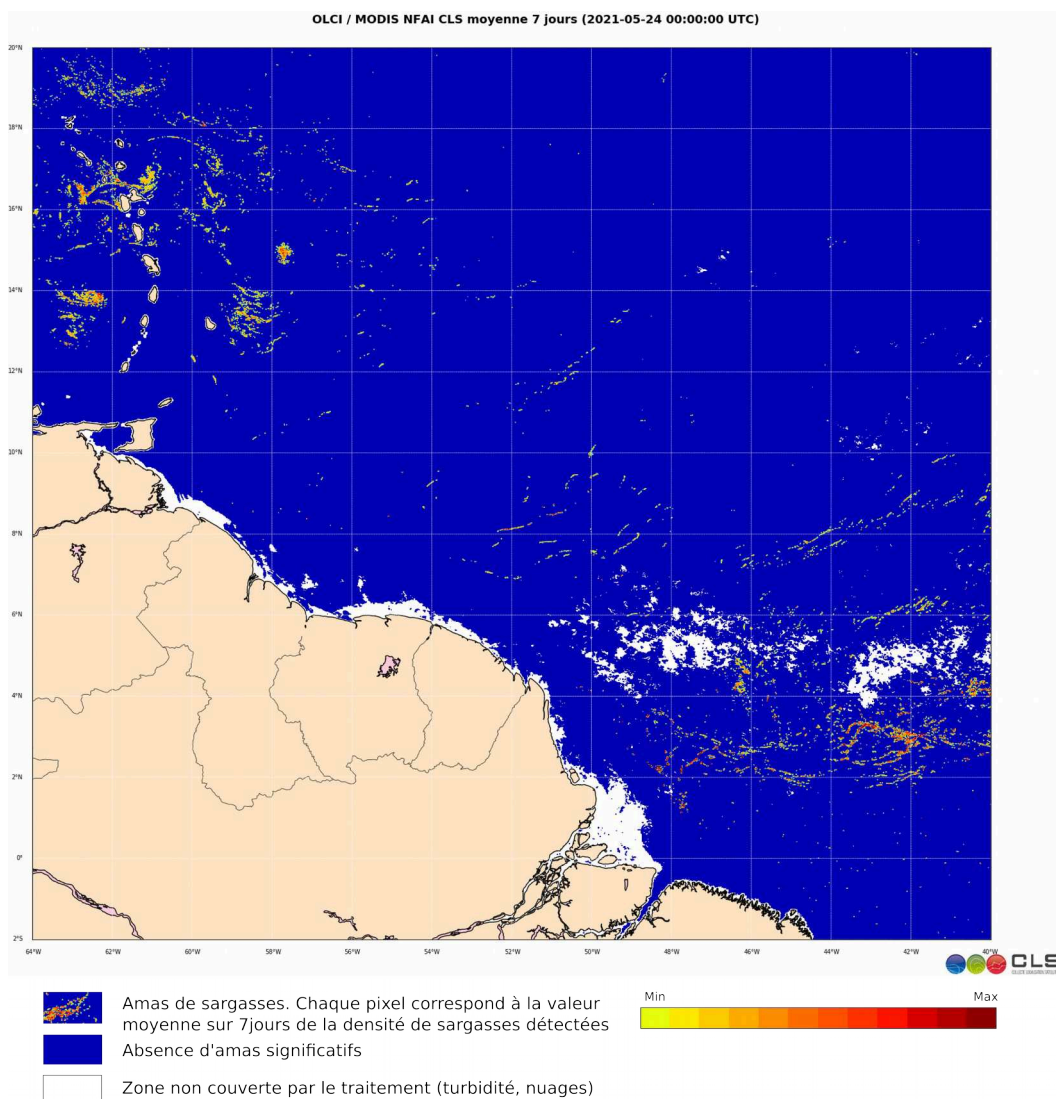 OLCI / MODIS NFAI CLS moyenne 7 jours (2021-05-24 00:00:00 UTC)
20°N
18°N
16°N
14°N
12°N
10°N
8°N
6°N
4°N
2°N
0°
2°S
64°W 62°W 60°W 58°W 56°W 54°W 52°W 50°W 48°W 46°W 44°W 42°W 40°W
CLS
Amas de sargasses. Chaque pixel correspond à la valeur
moyenne sur 7jours de la densité de sargasses détectées
Min Max
Absence d'amas significatifs
Zone non couverte par le traitement (turbidité, nuages)